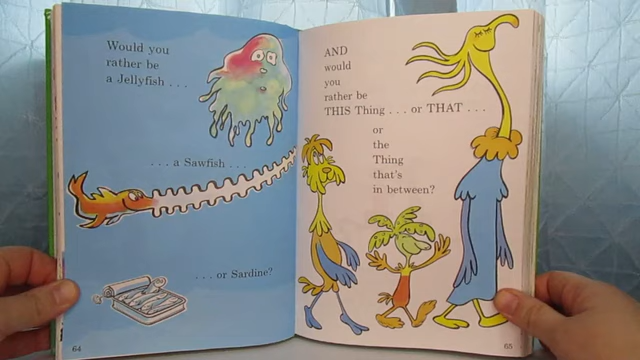 Would you
rather be
a Jellyfish . . .
. . . a Sawfish . . .
. . . or Sardine?
64
AND
would
you
rather be
THIS Thing . . . or THAT . . .
or
the
Thing
that's
in between?
65